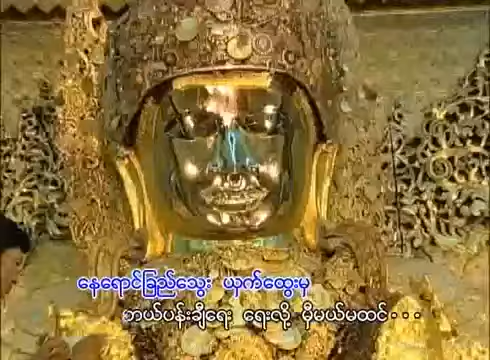 နေရောင်ခြည်သွေး ယှက်ထွေးမှ
ဘယ်ပန်းချီရေး ရေးလို့ မှီမယ်မထင်...